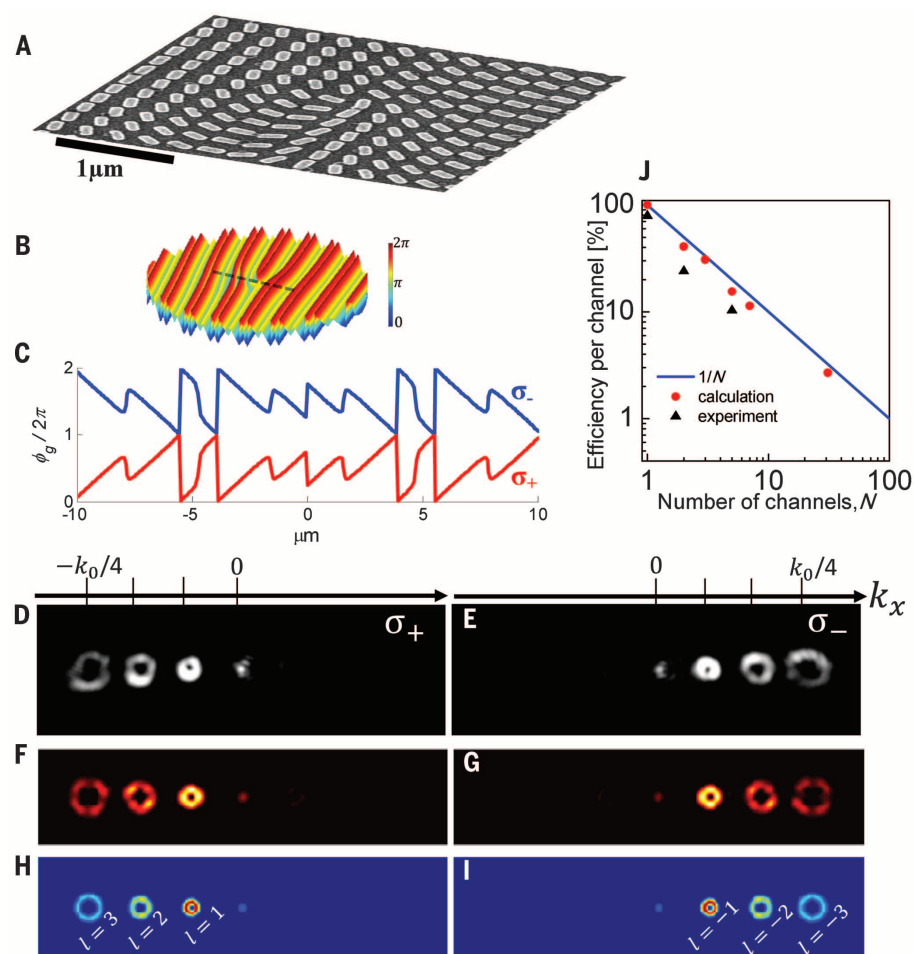 A
1μm
B
2π
π
0
C
ϕg / 2π
2
1
0
σ-
σ+
-10
-5
0
5
10
μm
J
Efficiency per channel [%]
100
10
1
1/N
calculation
experiment
1
10
100
Number of channels, N
−k0/4
0
0
k0/4
kx
D
σ+
E
σ−
F
G
H
l = 3
l = 2
l = 1
I
l = −1
l = −2
l = −3